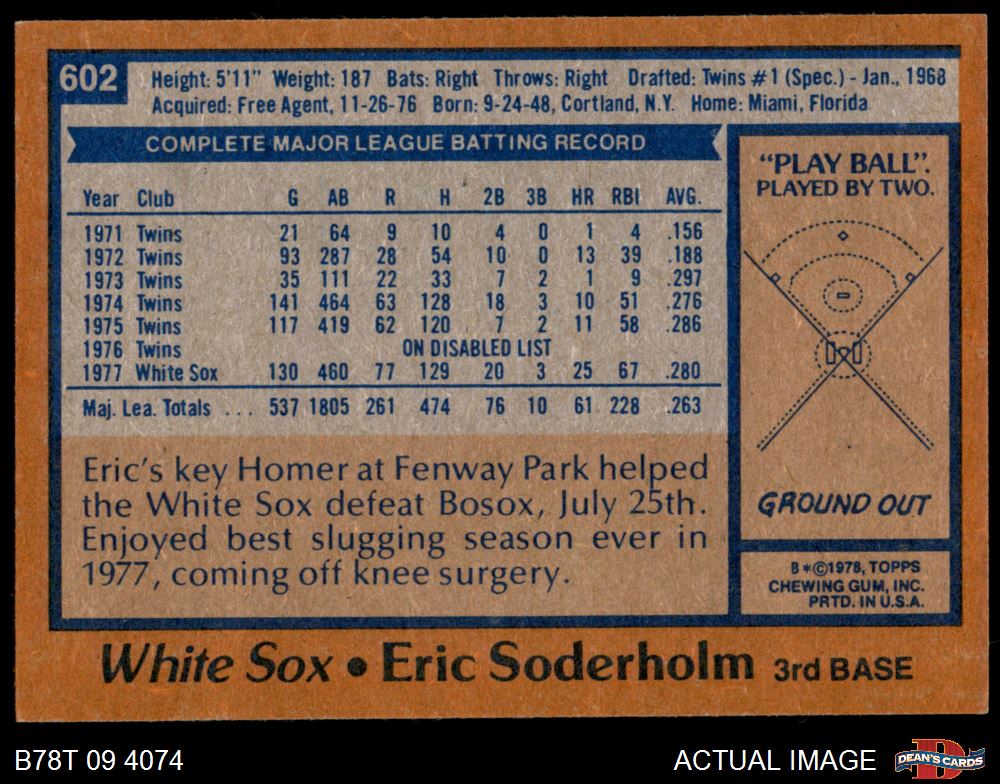 602
Height: 5'11" Weight: 187 Bats: Right Throws: Right Drafted: Twins #1 (Spec.) - Jan., 1968
Acquired: Free Agent, 11-26-76 Born: 9-24-48, Cortland, N.Y. Home: Miami, Florida
COMPLETE MAJOR LEAGUE BATTING RECORD
Year Club G AB R H 2B 3B HR RBI AVG.
1971 Twins 21 64 9 10 4 0 1 4 .156
1972 Twins 93 287 28 54 10 0 13 39 .188
1973 Twins 35 111 22 33 7 2 1 9 .297
1974 Twins 141 464 63 128 18 3 10 51 .276
1975 Twins 117 419 62 120 7 2 11 58 .286
1976 Twins ON DISABLED LIST
1977 White Sox 130 460 77 129 20 3 25 67 .280
Maj. Lea. Totals ... 537 1805 261 474 76 10 61 228 .263
Eric's key Homer at Fenway Park helped
the White Sox defeat Bosox, July 25th.
Enjoyed best slugging season ever in
1977, coming off knee surgery.
"PLAY BALL".
PLAYED BY TWO.
GROUND OUT
B*©1978, TOPPS
CHEWING GUM, INC.
PRTD. IN U.S.A.
White Sox • Eric Soderholm 3rd BASE
B78T 09 4074
ACTUAL IMAGE
DEAN'S CARDS